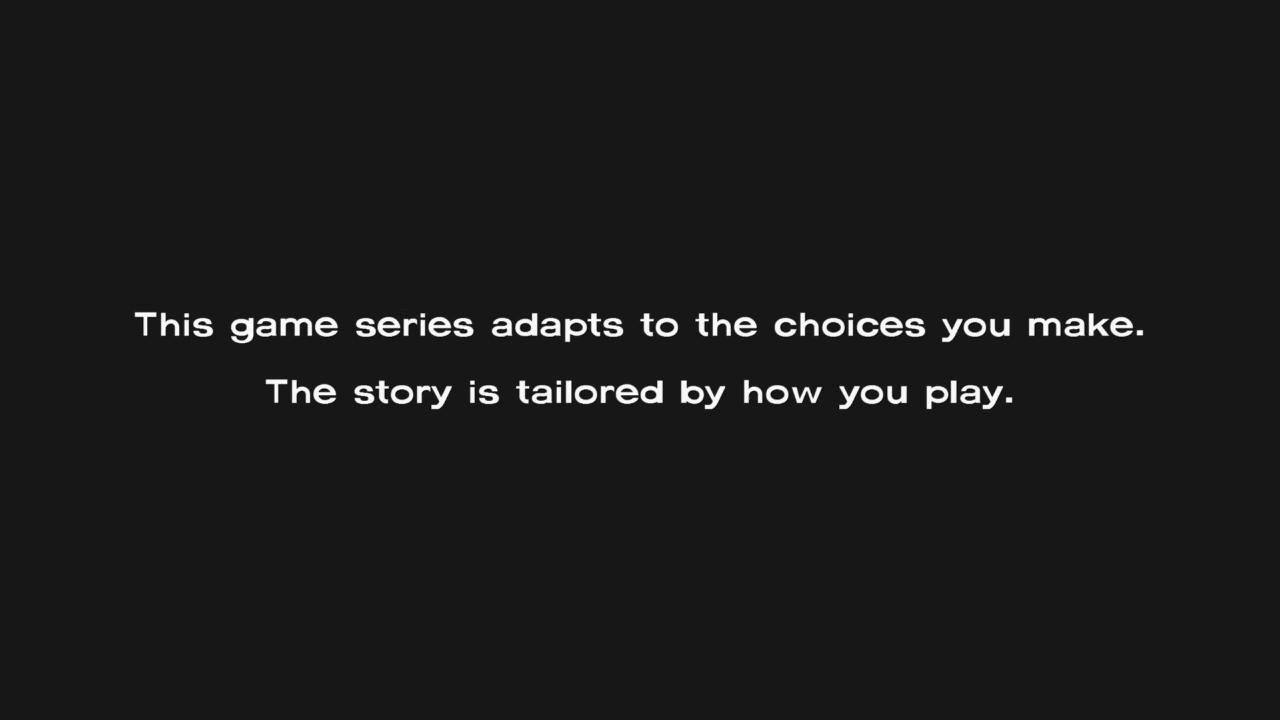 This game series adapts to the choices you make.
The story is tailored by how you play.